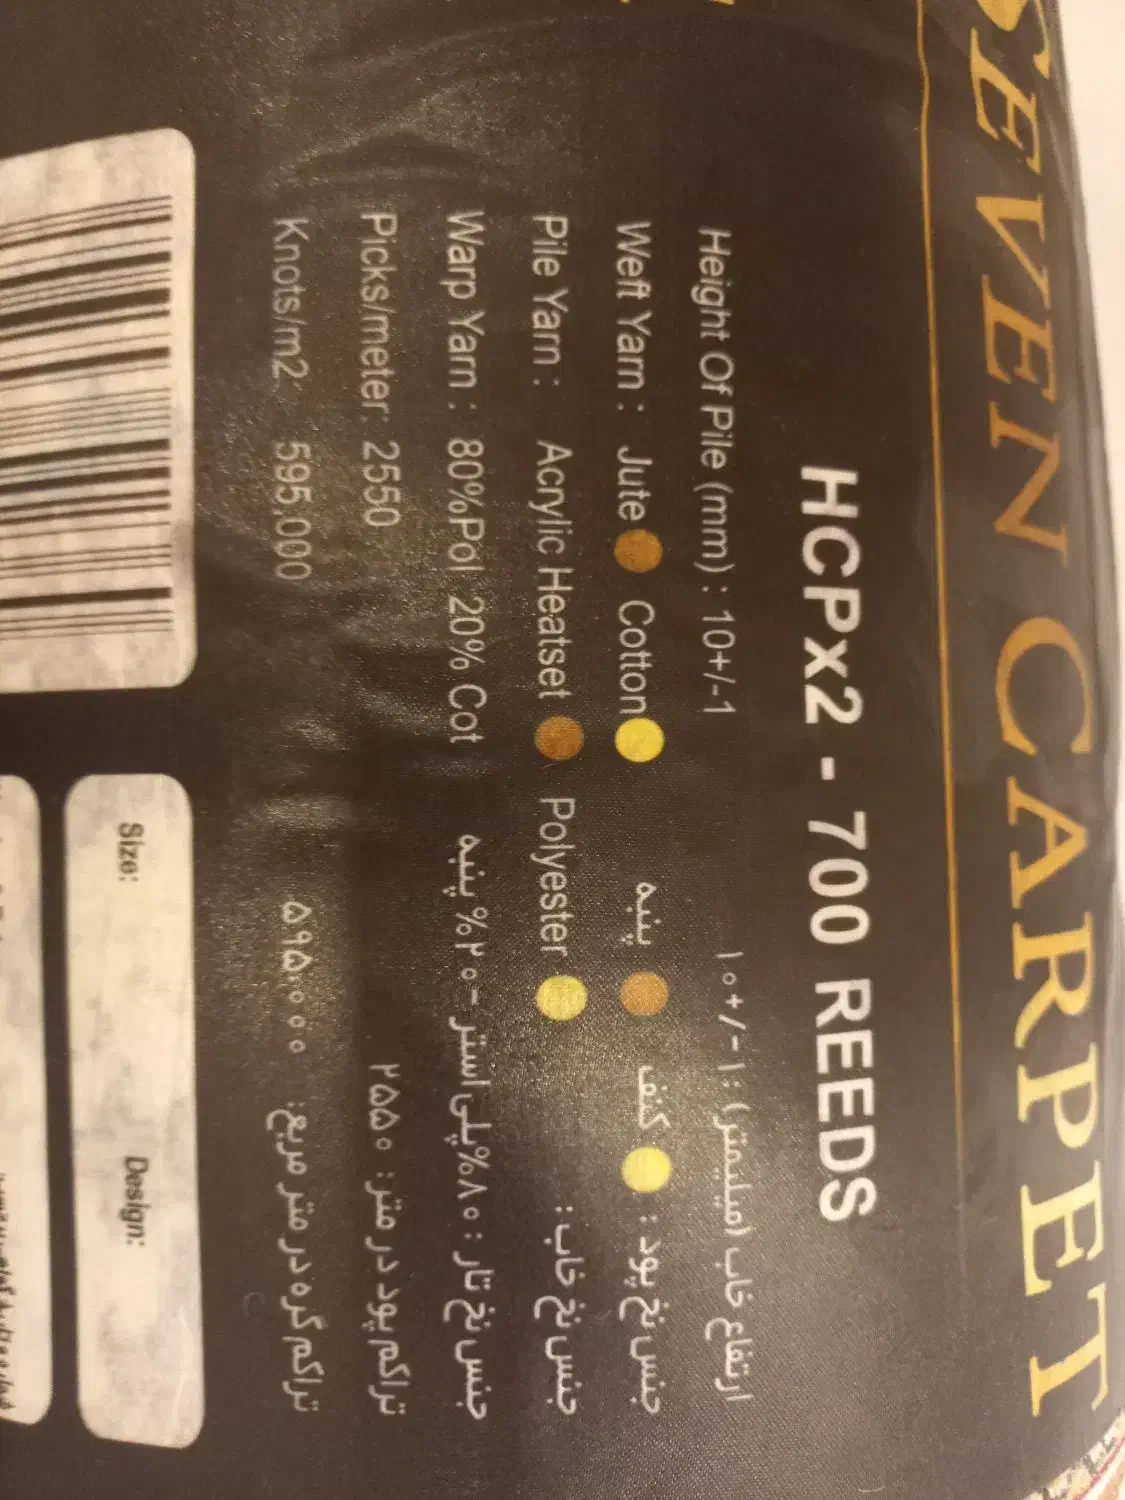 SEVEN CARPET
HCPx2 - 700 REEDS
Height Of Pile (mm) : 10+/-1
ارتفاع خاب (میلیمتر) : ۱-/+۱۰
Weft Yarn : Jute Cotton
جنس نخ پود : کنف پنبه
Pile Yarn : Acrylic Heatset Polyester
جنس نخ خاب :
Warp Yarn : 80%Pol 20% Cot
جنس نخ تار : ۸۰%پلی استر - ۲۰% پنبه
Picks/meter: 2550
تراکم پود در متر: ۲۵۵۰
Knots/m2: 595,000
تراکم گره در متر مربع: ۵۹۵,۰۰۰
Size: Design: